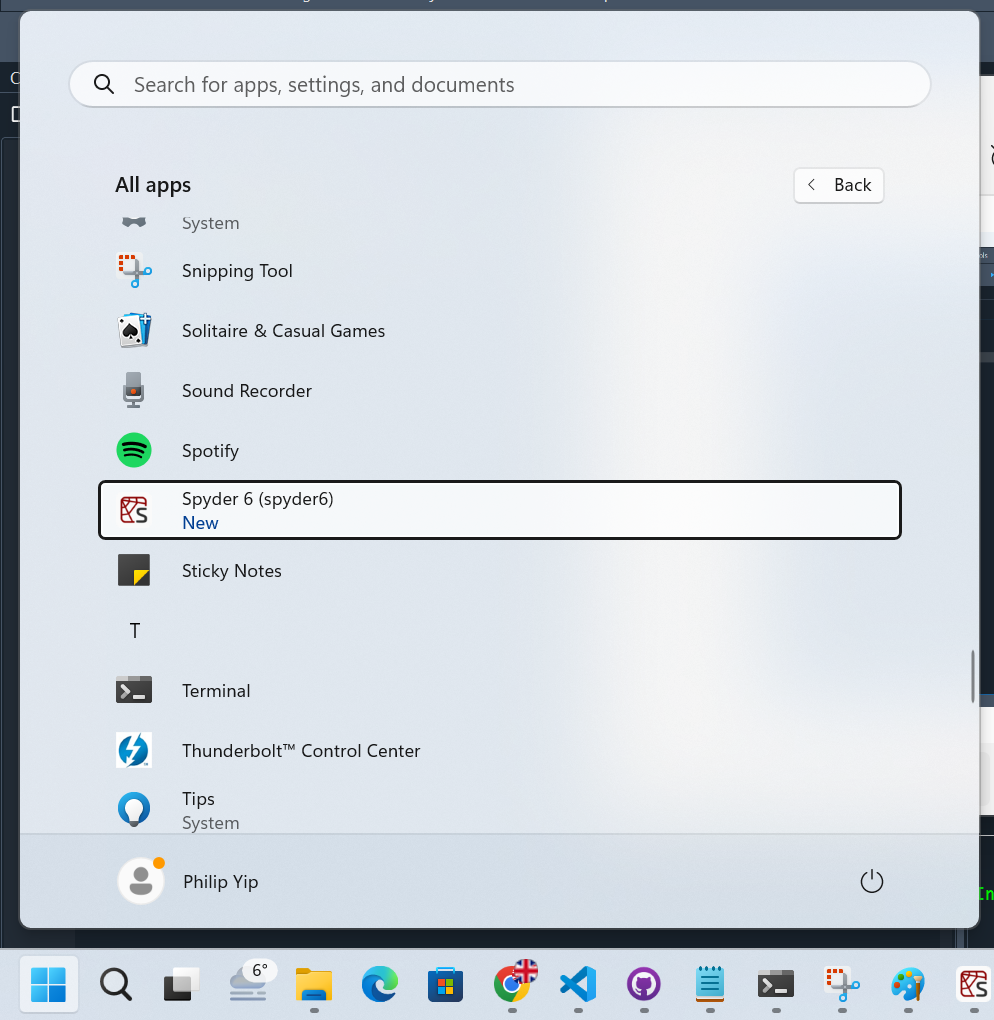 Search for apps, settings, and documents
All apps
Back
System
Snipping Tool
Solitaire & Casual Games
Sound Recorder
Spotify
Spyder 6 (spyder6)
New
Sticky Notes
T
Terminal
Thunderbolt™ Control Center
Tips
System
Philip Yip
In
6°